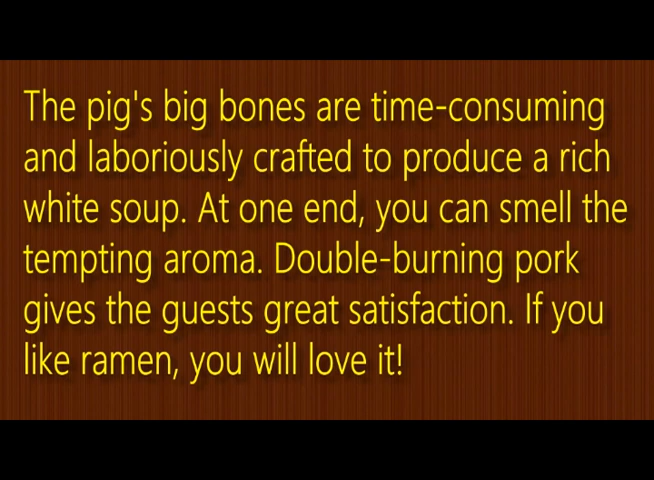 The pig's big bones are time-consuming
and laboriously crafted to produce a rich
white soup. At one end, you can smell the
tempting aroma. Double-burning pork
gives the guests great satisfaction. If you
like ramen, you will love it!